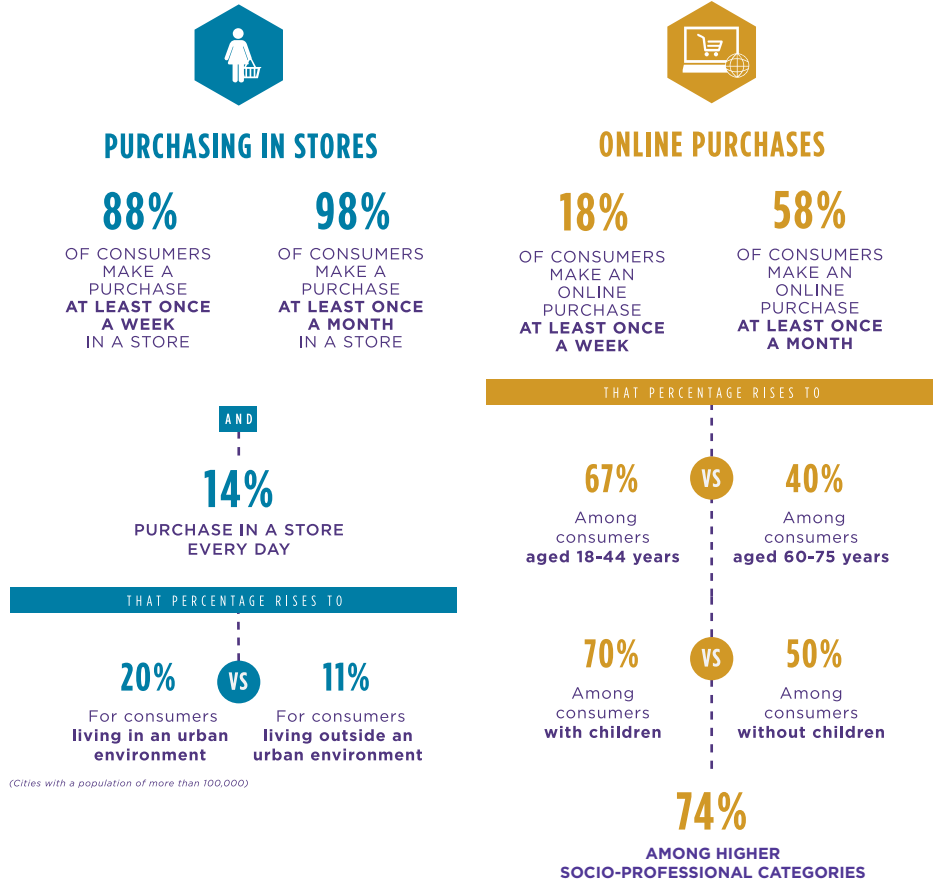 PURCHASING IN STORES
88%
OF CONSUMERS
MAKE A
PURCHASE
AT LEAST ONCE
A WEEK
IN A STORE
98%
OF CONSUMERS
MAKE A
PURCHASE
AT LEAST ONCE
A MONTH
IN A STORE
AND
14%
PURCHASE IN A STORE
EVERY DAY
THAT PERCENTAGE RISES TO
20%
For consumers
living in an urban
environment
VS
11%
For consumers
living outside an
urban environment
(Cities with a population of more than 100,000)
ONLINE PURCHASES
18%
OF CONSUMERS
MAKE AN
ONLINE
PURCHASE
AT LEAST ONCE
A WEEK
58%
OF CONSUMERS
MAKE AN
ONLINE
PURCHASE
AT LEAST ONCE
A MONTH
THAT PERCENTAGE RISES TO
67%
Among
consumers
aged 18-44 years
VS
40%
Among
consumers
aged 60-75 years
70%
Among
consumers
with children
VS
50%
Among
consumers
without children
74%
AMONG HIGHER
SOCIO-PROFESSIONAL CATEGORIES